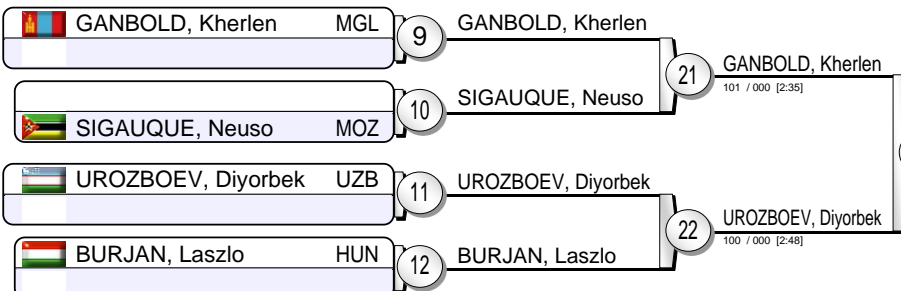 GANBOLD, Kherlen MGL 9 GANBOLD, Kherlen
21 GANBOLD, Kherlen
101 / 000 [2:35]
10 SIGAUQUE, Neuso
SIGAUQUE, Neuso MOZ
UROZBOEV, Diyorbek UZB 11 UROZBOEV, Diyorbek
22 UROZBOEV, Diyorbek
100 / 000 [2:48]
BURJAN, Laszlo HUN 12 BURJAN, Laszlo